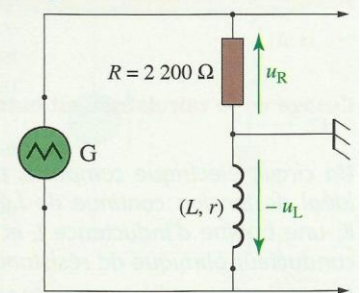 R = 2 200 Ω
u_R
G
(L, r)
– u_L